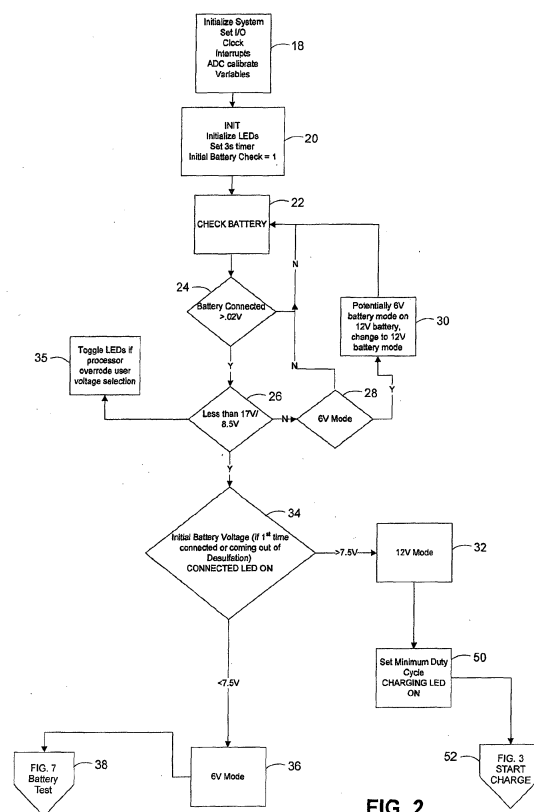 Initialize System
Set I/O
Clock
Interrupts
ADC calibrate
Variables
18
INIT
Initialize LEDs
Set 3s timer
Initial Battery Check = 1
20
CHECK BATTERY
22
24
Battery Connected
>.02V
N
N
Potentially 6V
battery mode on
12V battery,
change to 12V
battery mode
30
35
Toggle LEDs if
processor
overrode user
voltage selection
Y
26
Less than 17V/
8.5V
N
28
6V Mode
Y
Y
34
Initial Battery Voltage (if 1st time
connected or coming out of
Desulfation)
CONNECTED LED ON
>7.5V
12V Mode
32
Set Minimum Duty
Cycle
CHARGING LED
ON
50
<7.5V
FIG. 7
Battery
Test
38
6V Mode
36
52
FIG. 3
START
CHARGE
FIG. 2